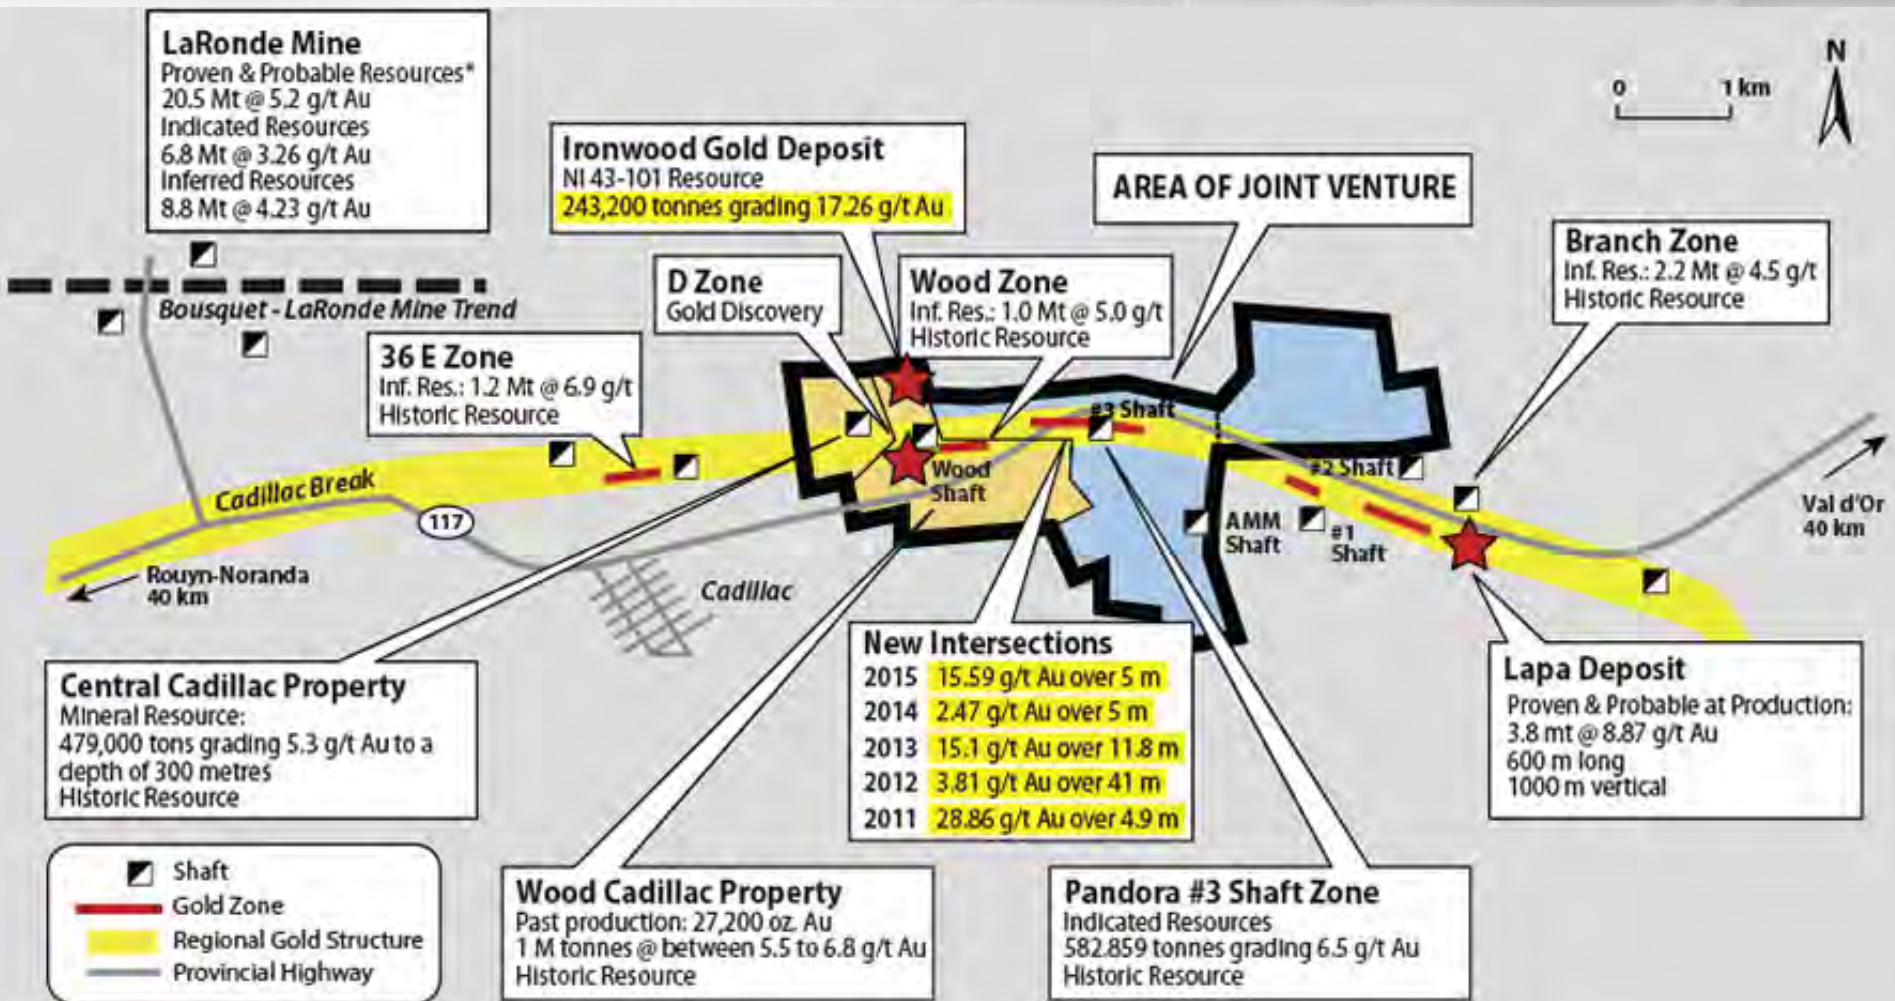 LaRonde Mine
Proven & Probable Resources*
20.5 Mt @ 5.2 g/t Au
Indicated Resources
6.8 Mt @ 3.26 g/t Au
Inferred Resources
8.8 Mt @ 4.23 g/t Au
Ironwood Gold Deposit
NI 43-101 Resource
243,200 tonnes grading 17.26 g/t Au
AREA OF JOINT VENTURE
0 1 km
N
Branch Zone
Inf. Res.: 2.2 Mt @ 4.5 g/t
Historic Resource
D Zone
Gold Discovery
Wood Zone
Inf. Res.: 1.0 Mt @ 5.0 g/t
Historic Resource
Bousquet - LaRonde Mine Trend
36 E Zone
Inf. Res.: 1.2 Mt @ 6.9 g/t
Historic Resource
#3 Shaft
#2 Shaft
Wood
Shaft
Cadillac Break
117
AMM
Shaft
#1
Shaft
Val d'Or
40 km
Rouyn-Noranda
40 km
Cadillac
Central Cadillac Property
Mineral Resource:
479,000 tons grading 5.3 g/t Au to a
depth of 300 metres
Historic Resource
New Intersections
2015 15.59 g/t Au over 5 m
2014 2.47 g/t Au over 5 m
2013 15.1 g/t Au over 11.8 m
2012 3.81 g/t Au over 41 m
2011 28.86 g/t Au over 4.9 m
Lapa Deposit
Proven & Probable at Production:
3.8 mt @ 8.87 g/t Au
600 m long
1000 m vertical
Shaft
Gold Zone
Regional Gold Structure
Provincial Highway
Wood Cadillac Property
Past production: 27,200 oz. Au
1 M tonnes @ between 5.5 to 6.8 g/t Au
Historic Resource
Pandora #3 Shaft Zone
Indicated Resources
582.859 tonnes grading 6.5 g/t Au
Historic Resource